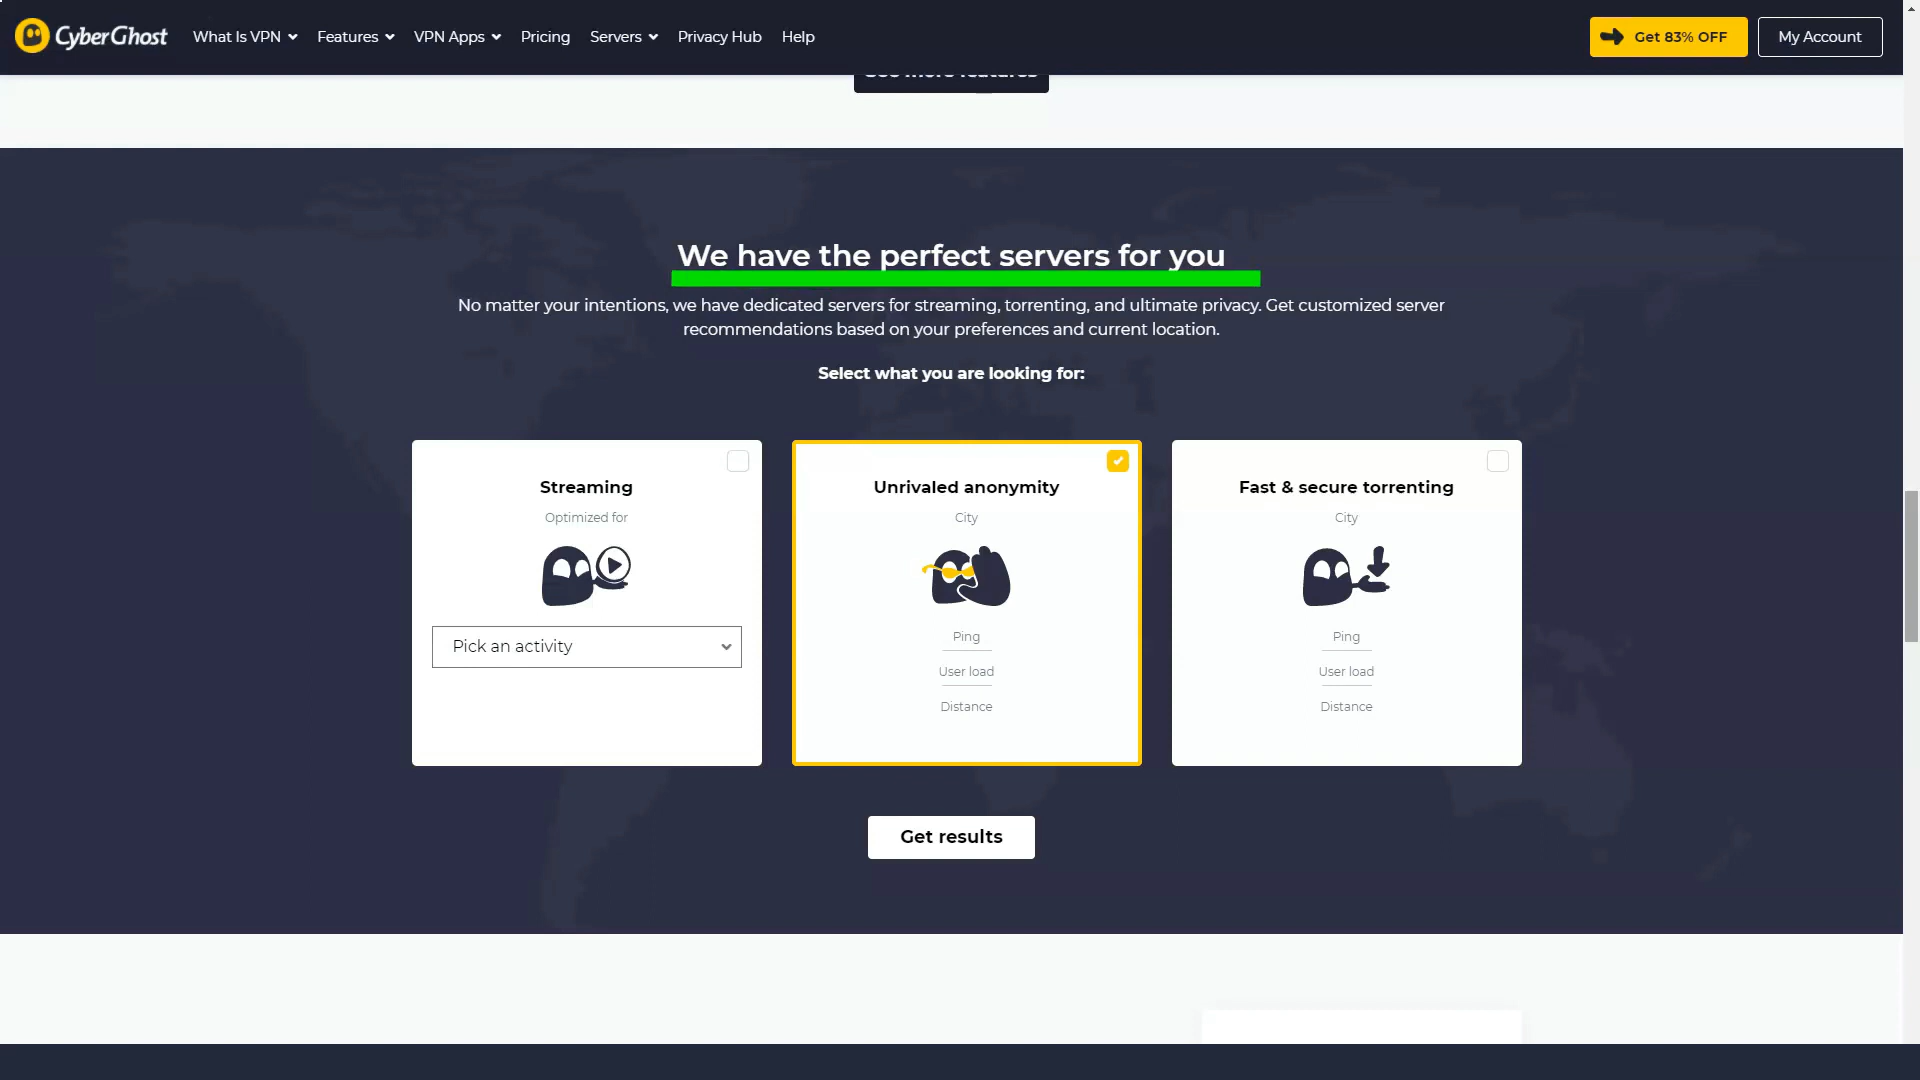 CyberGhost What Is VPN Features VPN Apps Pricing Servers Privacy Hub Help Get 83% OFF My Account
See more features
We have the perfect servers for you
No matter your intentions, we have dedicated servers for streaming, torrenting, and ultimate privacy. Get customized server
recommendations based on your preferences and current location.
Select what you are looking for:
Streaming
Optimized for
Pick an activity
Unrivaled anonymity
City
Ping
User load
Distance
Fast & secure torrenting
City
Ping
User load
Distance
Get results